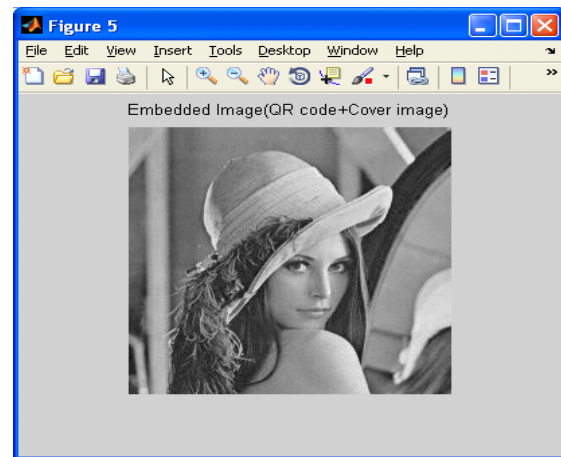 Figure 5
File Edit View Insert Tools Desktop Window Help
Embedded Image(QR code+Cover image)